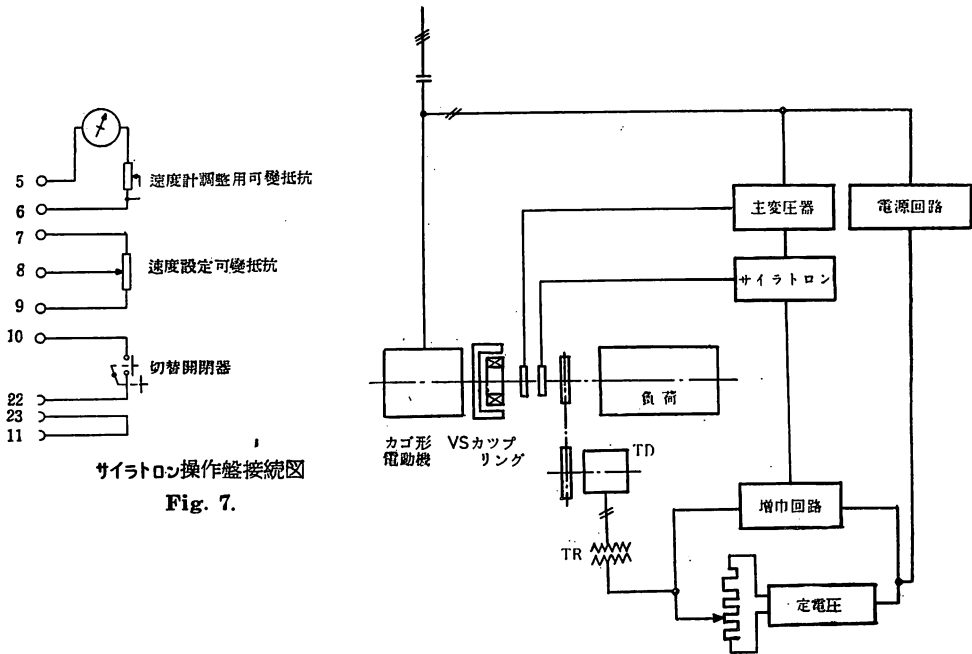 5
速度計調整用可變抵抗
6
7
8
速度設定可變抵抗
9
10
切替開閉器
22
23
11
サイラトロン操作盤接続図
Fig. 7.
主変圧器
電源回路
サイラトロン
カゴ形
電動機
VSカップ
リング
負荷
TD
TR
増巾回路
定電圧